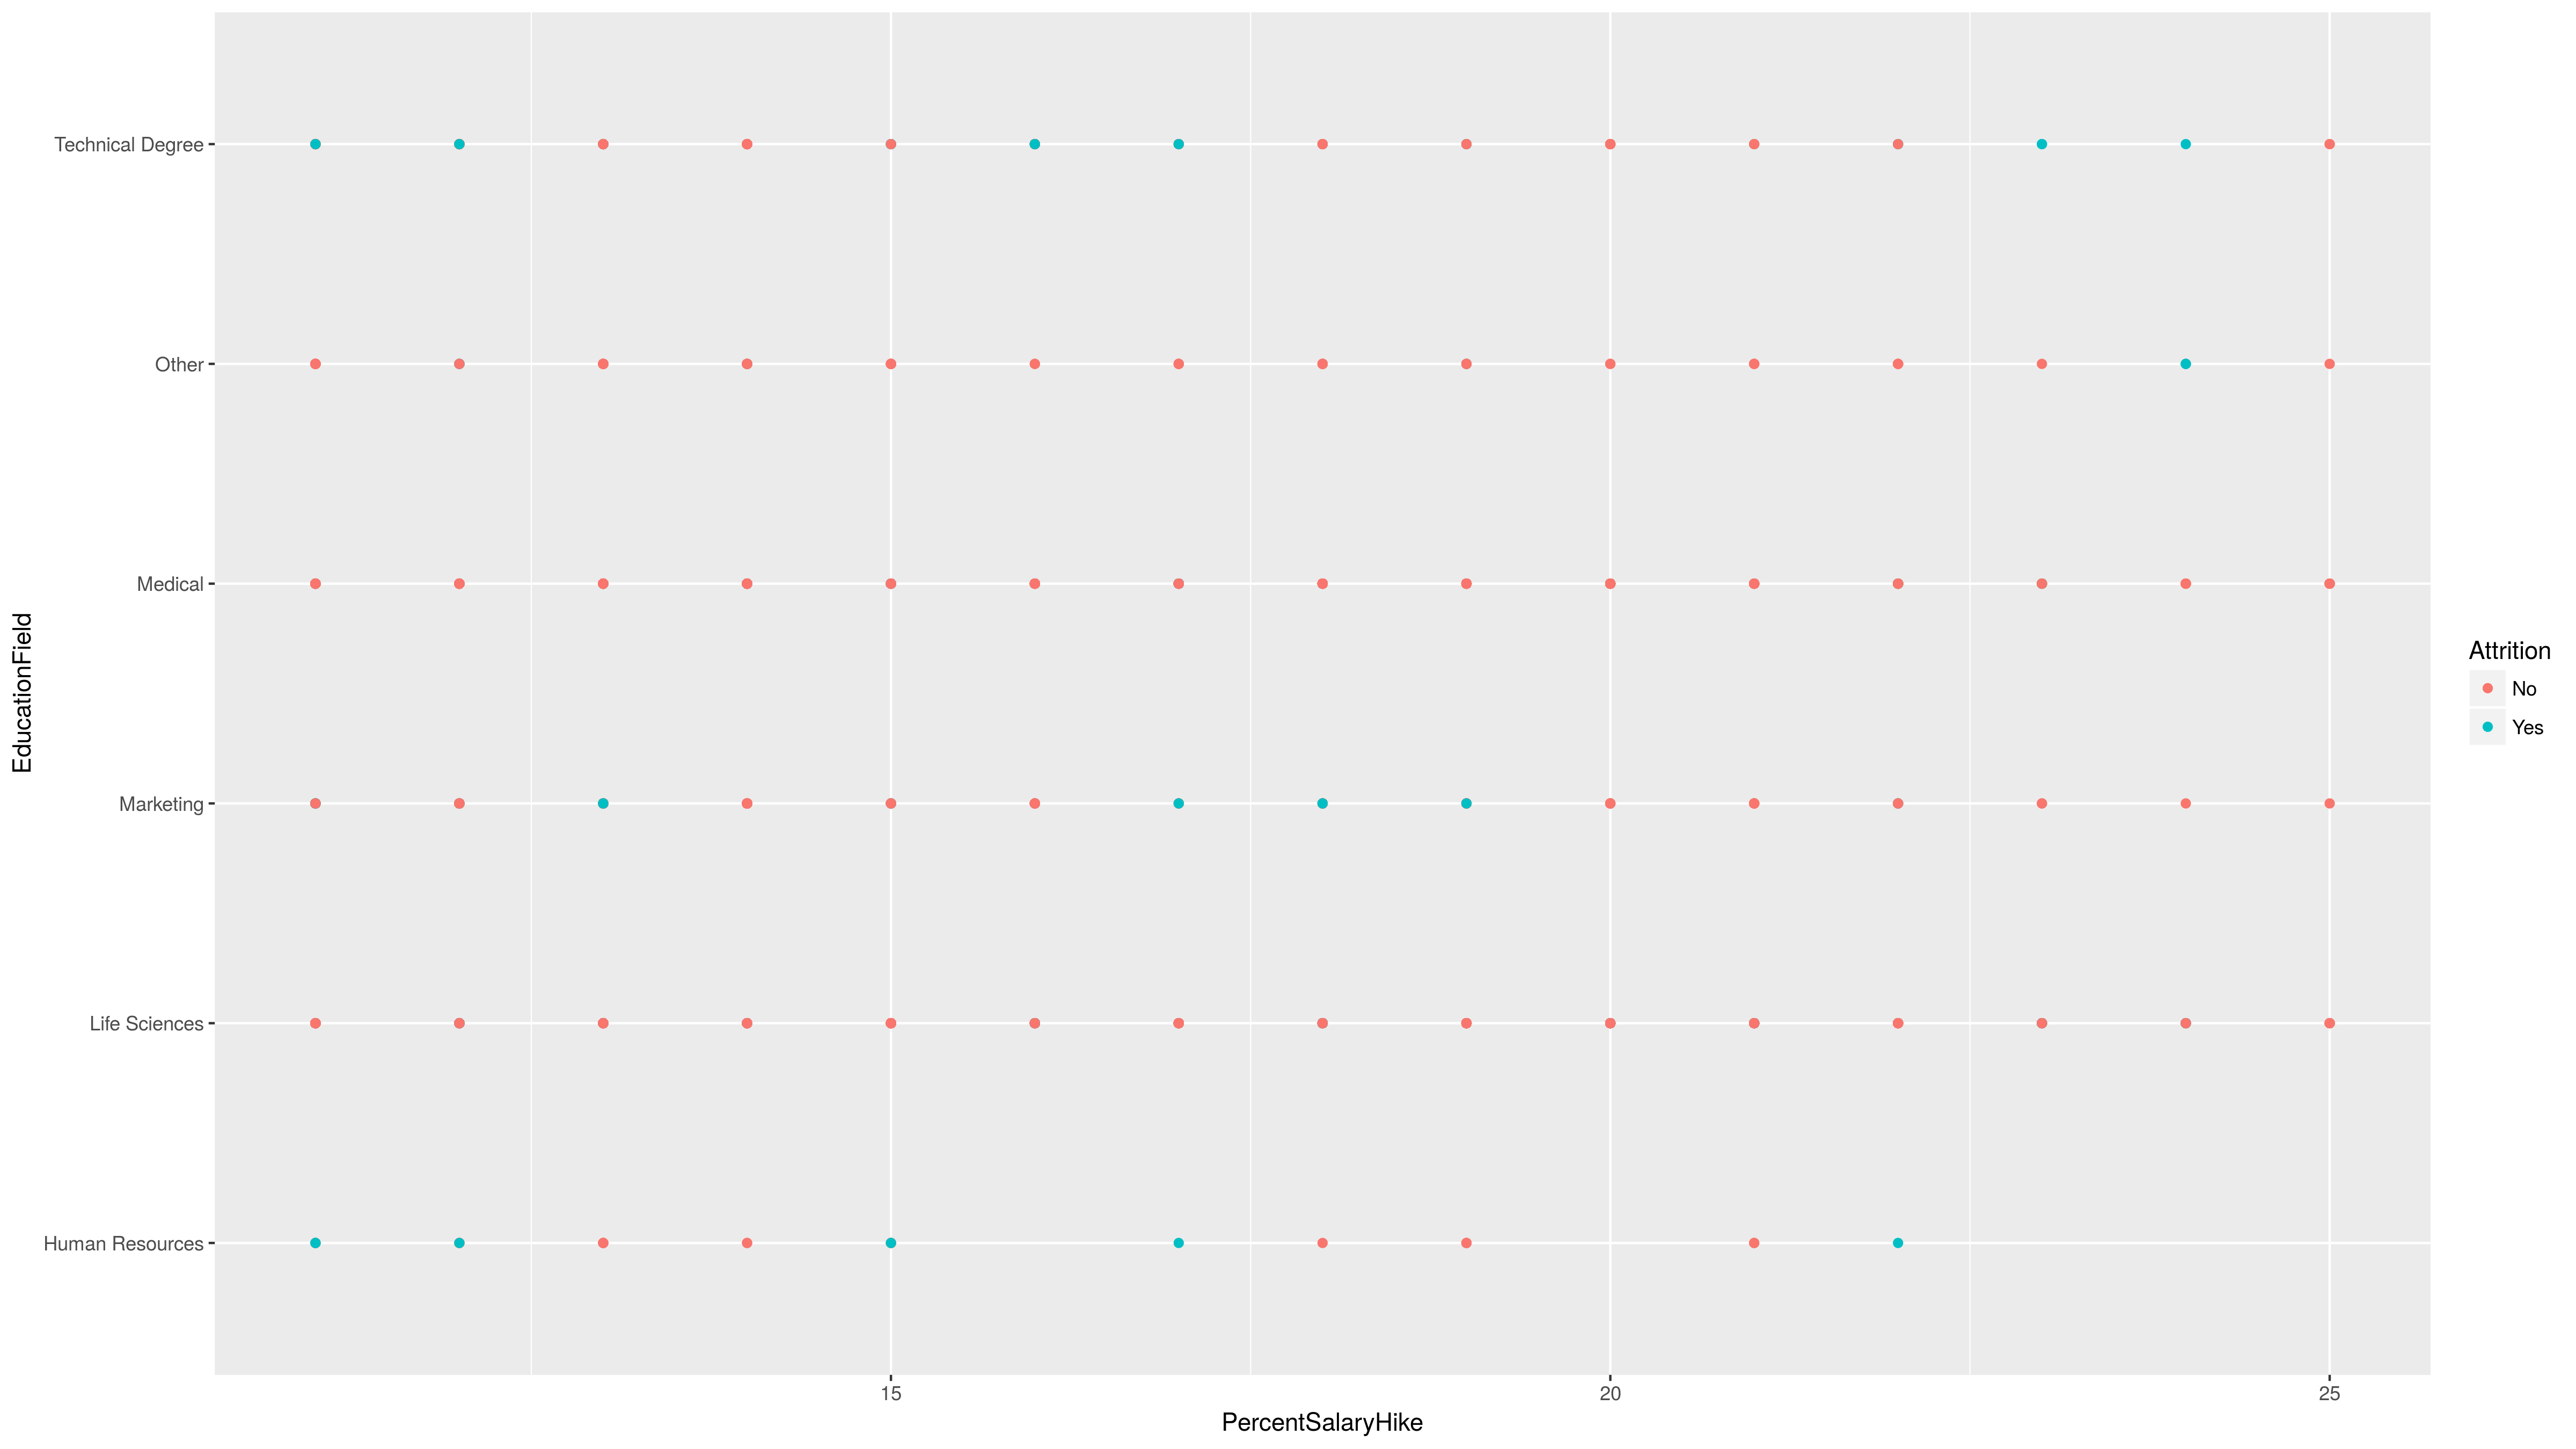 Technical Degree
Other
Medical
Marketing
Life Sciences
Human Resources
EducationField
15
20
25
PercentSalaryHike
Attrition
No
Yes